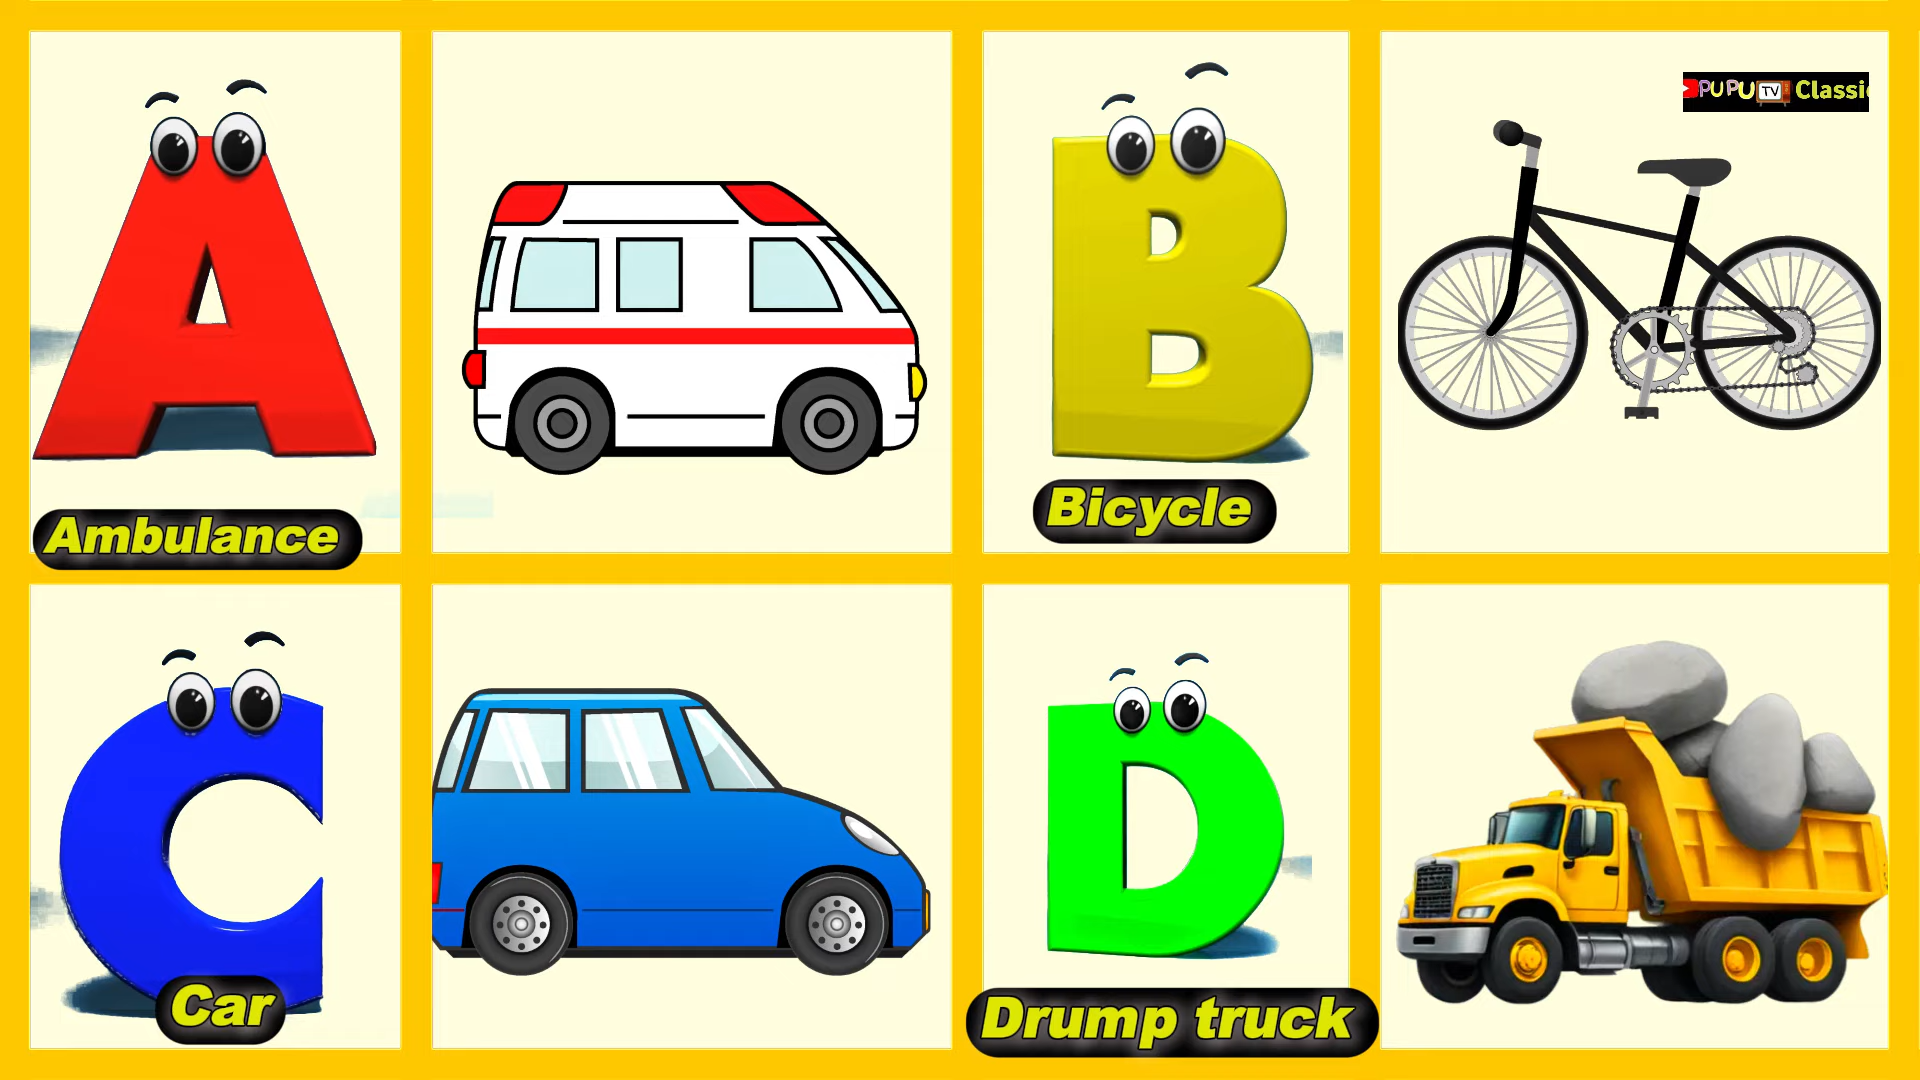 A
B
PUPU TV Classic
Ambulance
Bicycle
C
D
Car
Drump truck